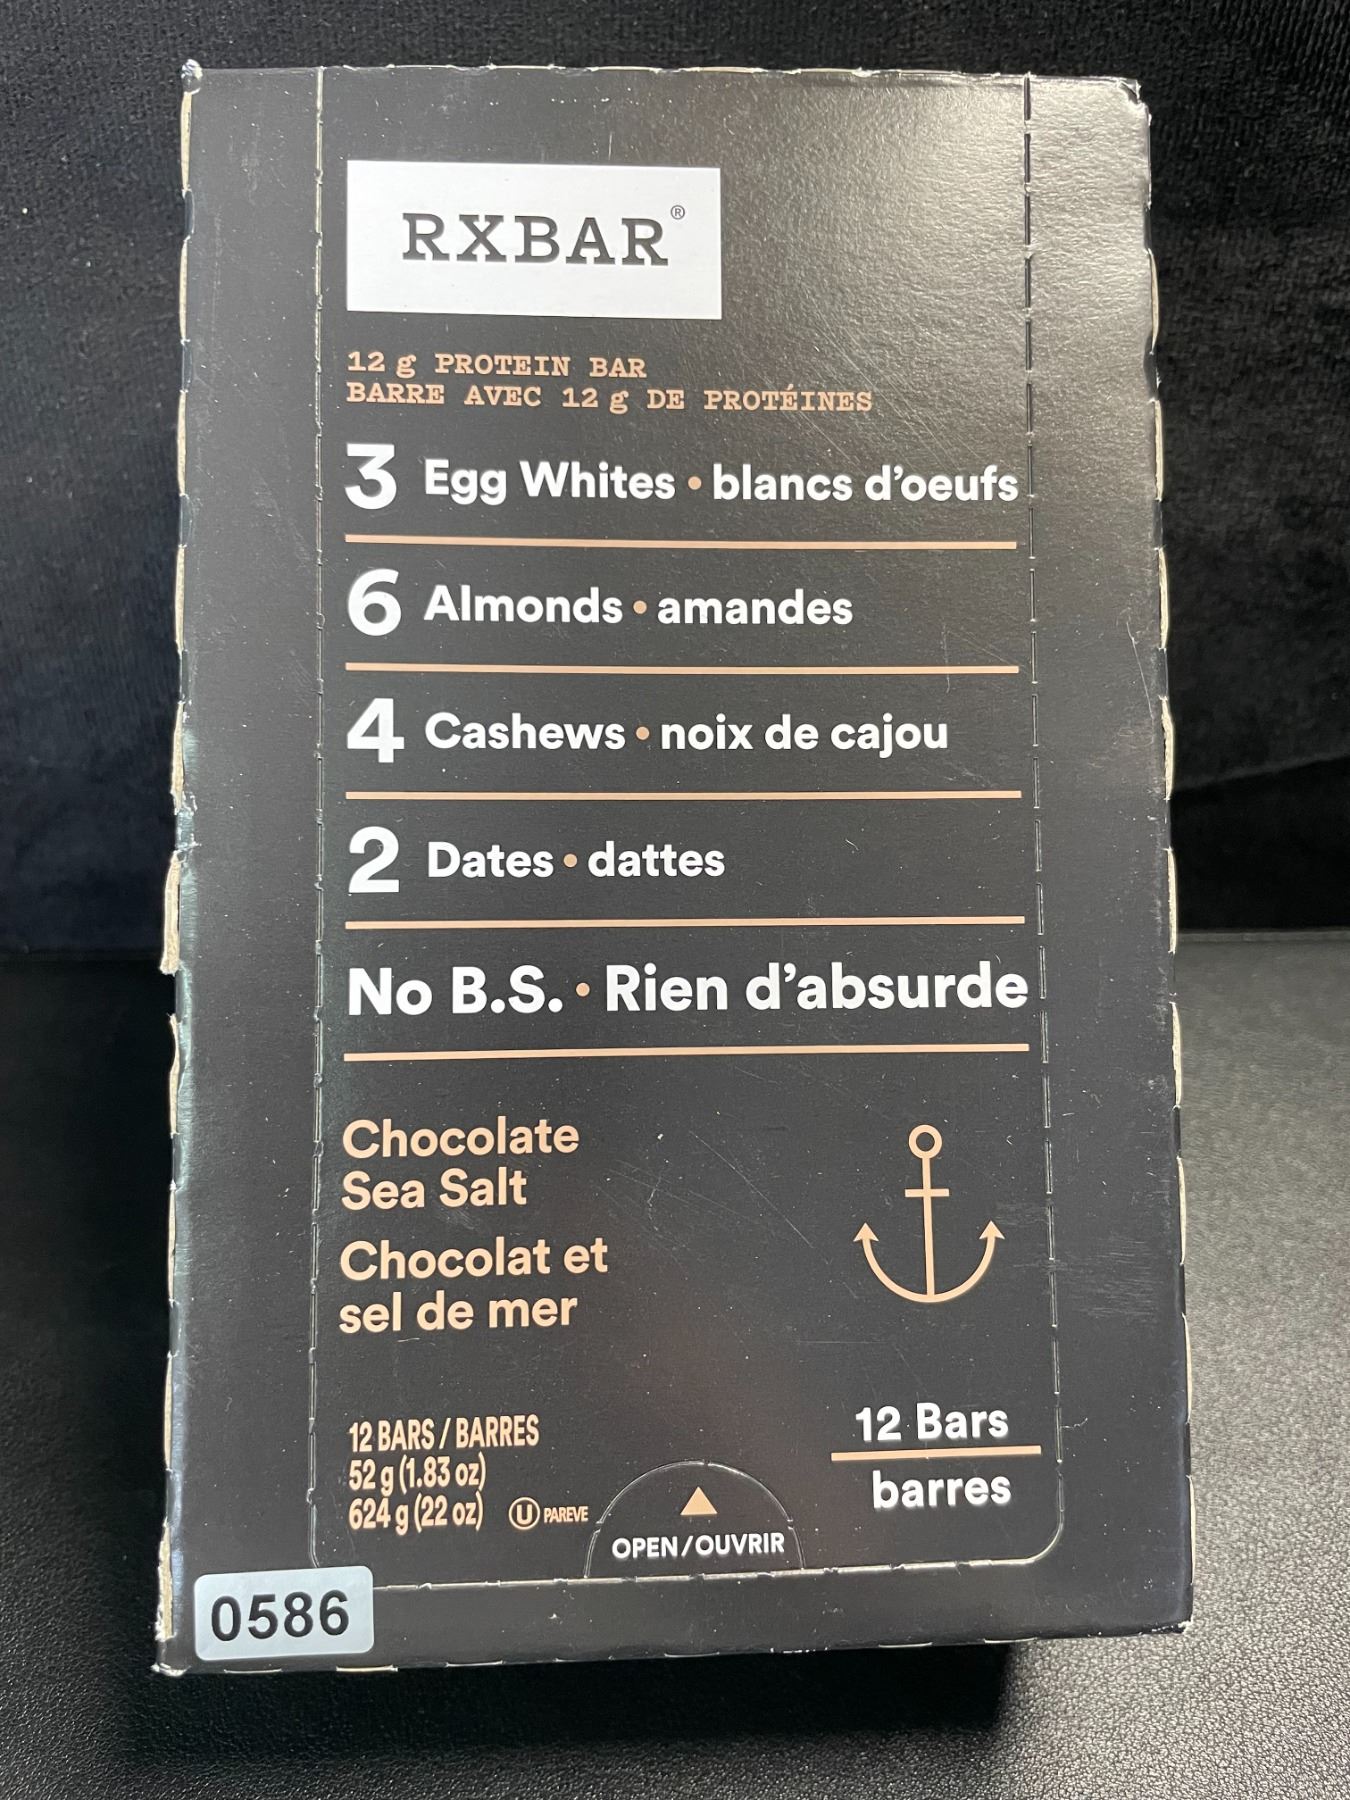 RXBAR®
12 g PROTEIN BAR
BARRE AVEC 12 g DE PROTÉINES
3 Egg Whites • blancs d'oeufs
6 Almonds • amandes
4 Cashews • noix de cajou
2 Dates • dattes
No B.S. • Rien d'absurde
Chocolate
Sea Salt
Chocolat et
sel de mer
12 BARS / BARRES
52 g (1.83 oz)
624 g (22 oz) U PAREVE
OPEN/OUVRIR
12 Bars
barres
0586